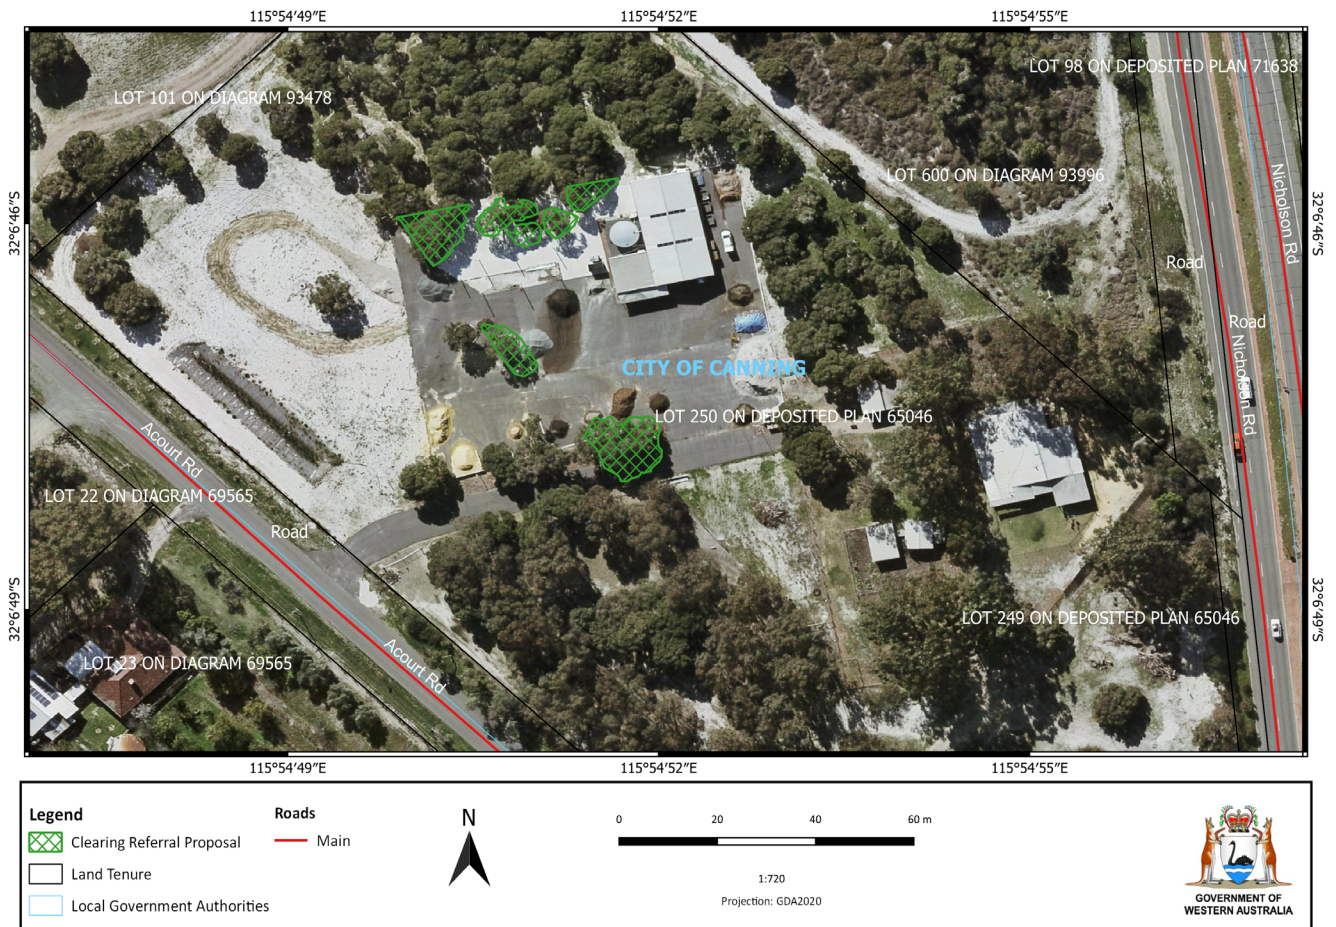 115°54′49″E
115°54′52″E
115°54′55″E
LOT 98 ON DEPOSITED PLAN 71638
LOT 101 ON DIAGRAM 93478
LOT 600 ON DIAGRAM 93996
32°6′46″S
32°6′46″S
Nicholson Rd
Road
Road
Nicholson Rd
CITY OF CANNING
LOT 250 ON DEPOSITED PLAN 65046
Acourt Rd
LOT 22 ON DIAGRAM 69565
Road
32°6′49″S
32°6′49″S
LOT 249 ON DEPOSITED PLAN 65046
LOT 23 ON DIAGRAM 69565
Acourt Rd
115°54′49″E
115°54′52″E
115°54′55″E
Legend
Clearing Referral Proposal
Land Tenure
Local Government Authorities
Roads
Main
N
0 20 40 60 m
1:720
Projection: GDA2020
GOVERNMENT OF
WESTERN AUSTRALIA